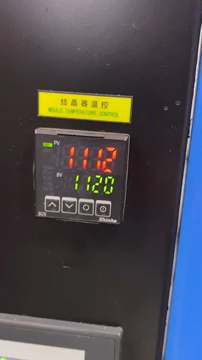 结晶器温控
MOULD TEMPERATURE CONTROL
PV
1112
SV
1120
Shinko